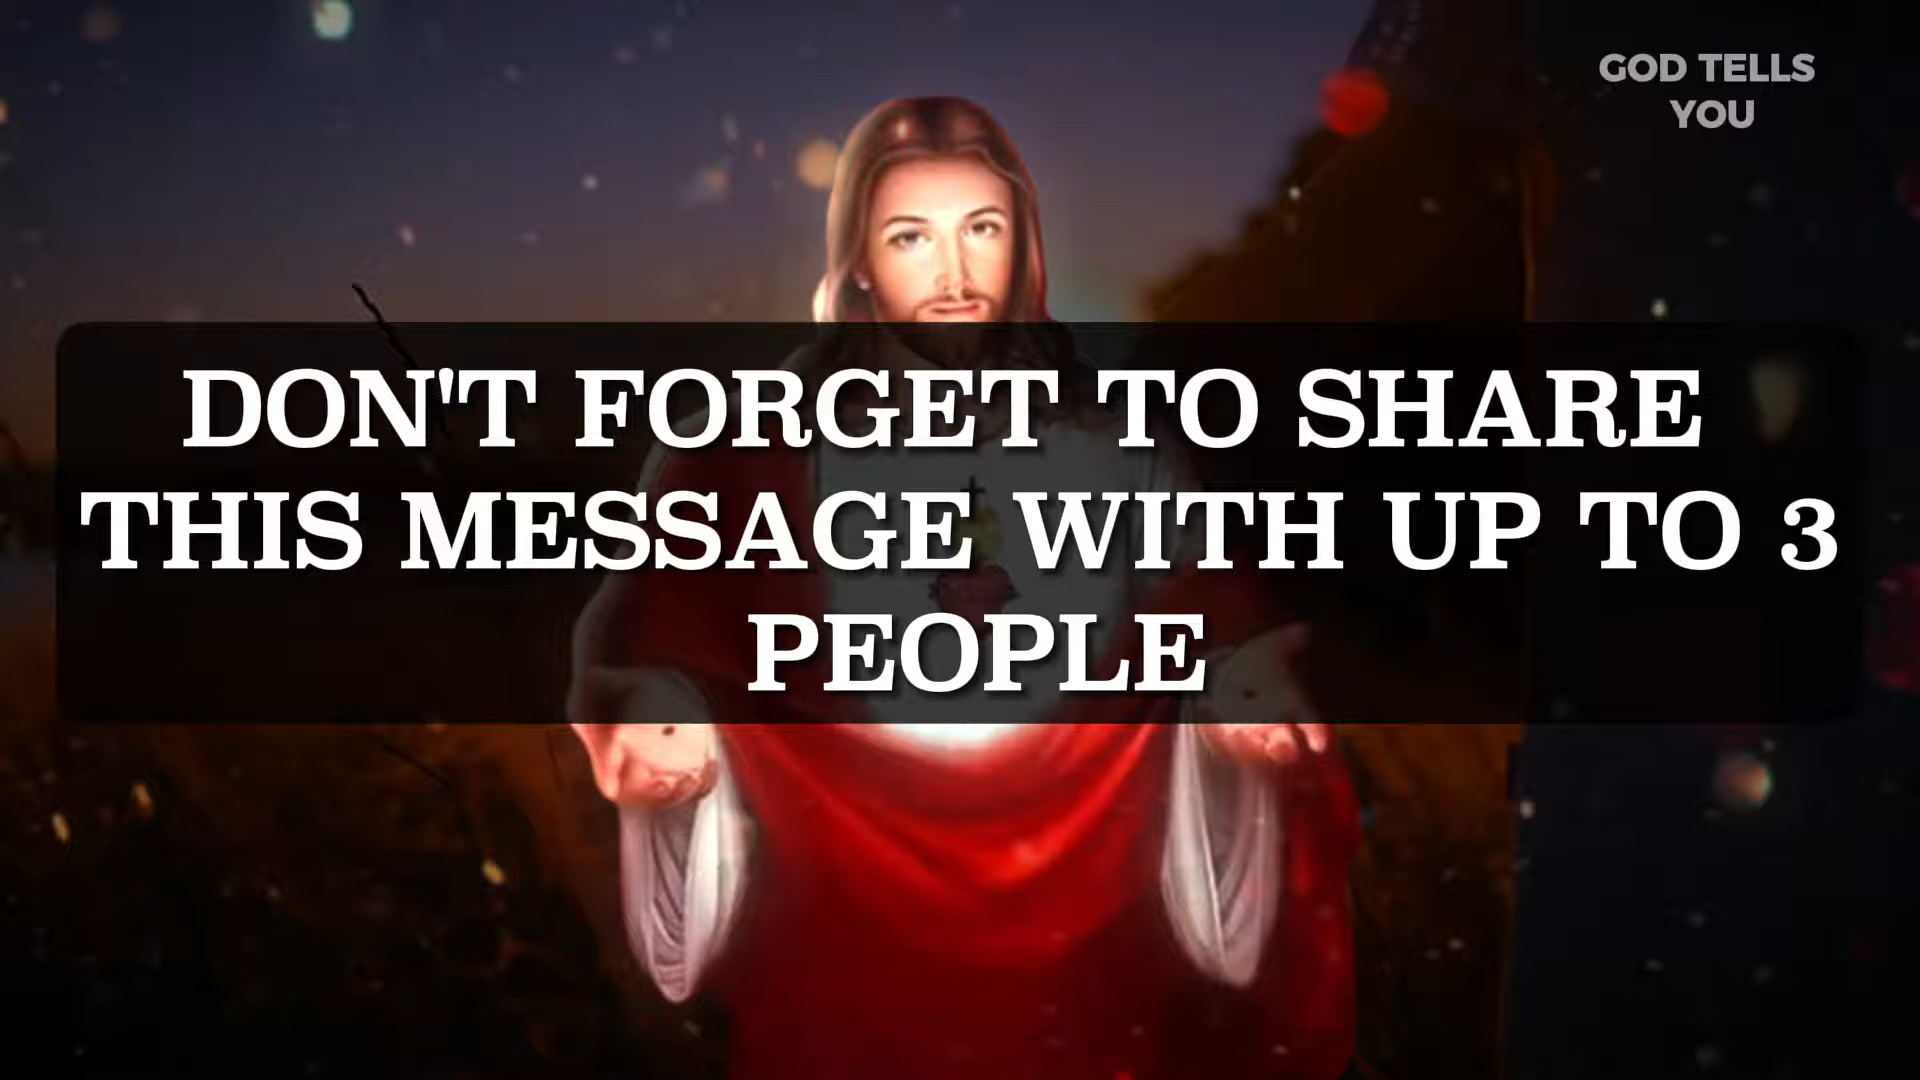 GOD TELLS
YOU
DON'T FORGET TO SHARE
THIS MESSAGE WITH UP TO 3
PEOPLE